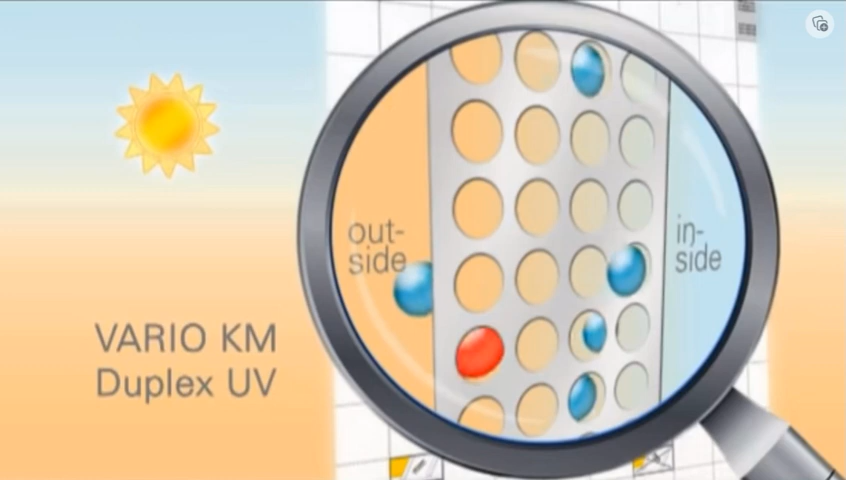 out-
side
in-
side
VARIO KM
Duplex UV